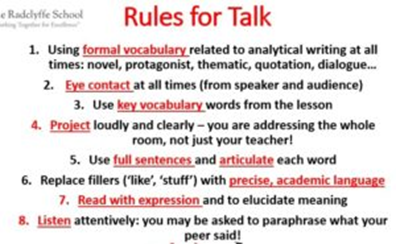 e Radclyffe School
orking Together for Excellence"
Rules for Talk
1. Using formal vocabulary related to analytical writing at all
times: novel, protagonist, thematic, quotation, dialogue...
2. Eye contact at all times (from speaker and audience)
3. Use key vocabulary words from the lesson
4. Project loudly and clearly – you are addressing the whole
room, not just your teacher!
5. Use full sentences and articulate each word
6. Replace fillers ('like', 'stuff') with precise, academic language
7. Read with expression and to elucidate meaning
8. Listen attentively: you may be asked to paraphrase what your
peer said!